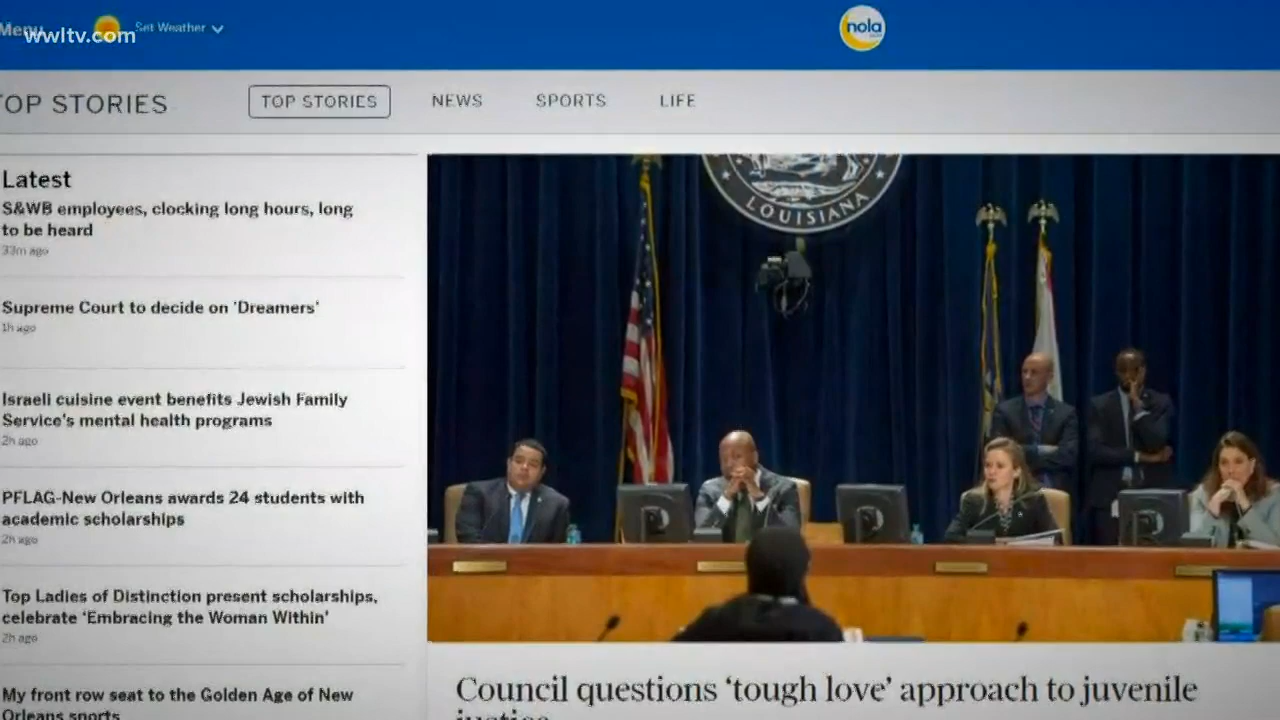 Menu
wwltv.com
Set Weather
nola
TOP STORIES
TOP STORIES
NEWS
SPORTS
LIFE
Latest
S&WB employees, clocking long hours, long
to be heard
33m ago
Supreme Court to decide on 'Dreamers'
1h ago
Israeli cuisine event benefits Jewish Family
Service's mental health programs
2h ago
PFLAG-New Orleans awards 24 students with
academic scholarships
2h ago
Top Ladies of Distinction present scholarships,
celebrate 'Embracing the Woman Within'
2h ago
My front row seat to the Golden Age of New
Orleans sports
LOUISIANA
Council questions 'tough love' approach to juvenile
justice